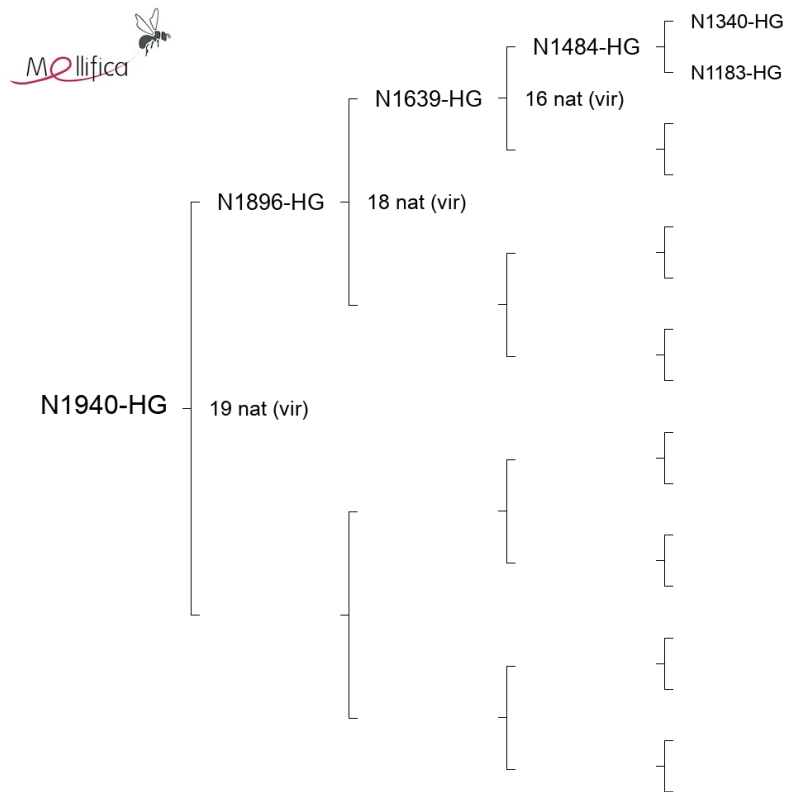 Mellifica
N1340-HG
N1484-HG
N1183-HG
N1639-HG
16 nat (vir)
N1896-HG
18 nat (vir)
N1940-HG
19 nat (vir)